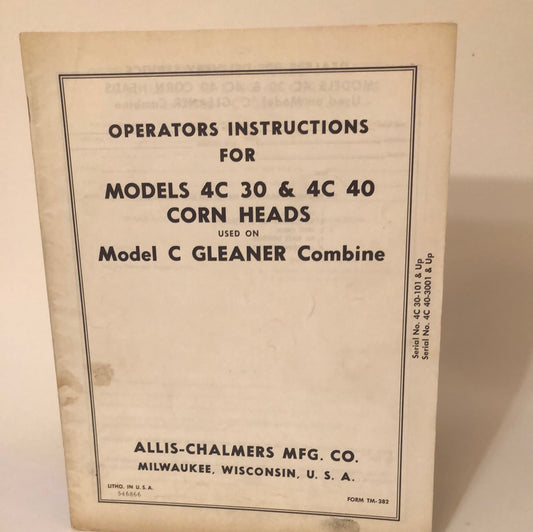 OPERATORS INSTRUCTIONS
FOR
MODELS 4C 30 & 4C 40
CORN HEADS
USED ON
Model C GLEANER Combine
Serial No. 4C 30-101 & Up
Serial No. 4C 40-3001 & Up
ALLIS-CHALMERS MFG. CO.
MILWAUKEE, WISCONSIN, U. S. A.
LITHO. IN U. S. A.
FORM TM-382